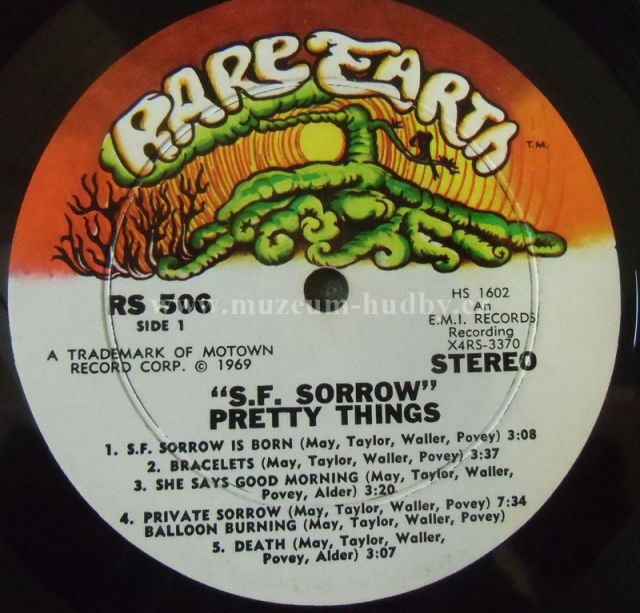 RARE EARTH
T.M.
RS 506
SIDE 1
HS 1602
An
E.M.I. RECORDS
Recording
X4RS-3370
STEREO
www.muzeum-hudby.cz
A TRADEMARK OF MOTOWN
RECORD CORP. © 1969
"S.F. SORROW"
PRETTY THINGS
1. S.F. SORROW IS BORN (May, Taylor, Waller, Povey) 3:08
2. BRACELETS (May, Taylor, Waller, Povey) 3:37
3. SHE SAYS GOOD MORNING (May, Taylor, Waller,
Povey, Alder) 3:20
4. PRIVATE SORROW (May, Taylor, Waller, Povey) 7:34
BALLOON BURNING (May, Taylor, Waller, Povey)
5. DEATH (May, Taylor, Waller,
Povey, Alder) 3:07